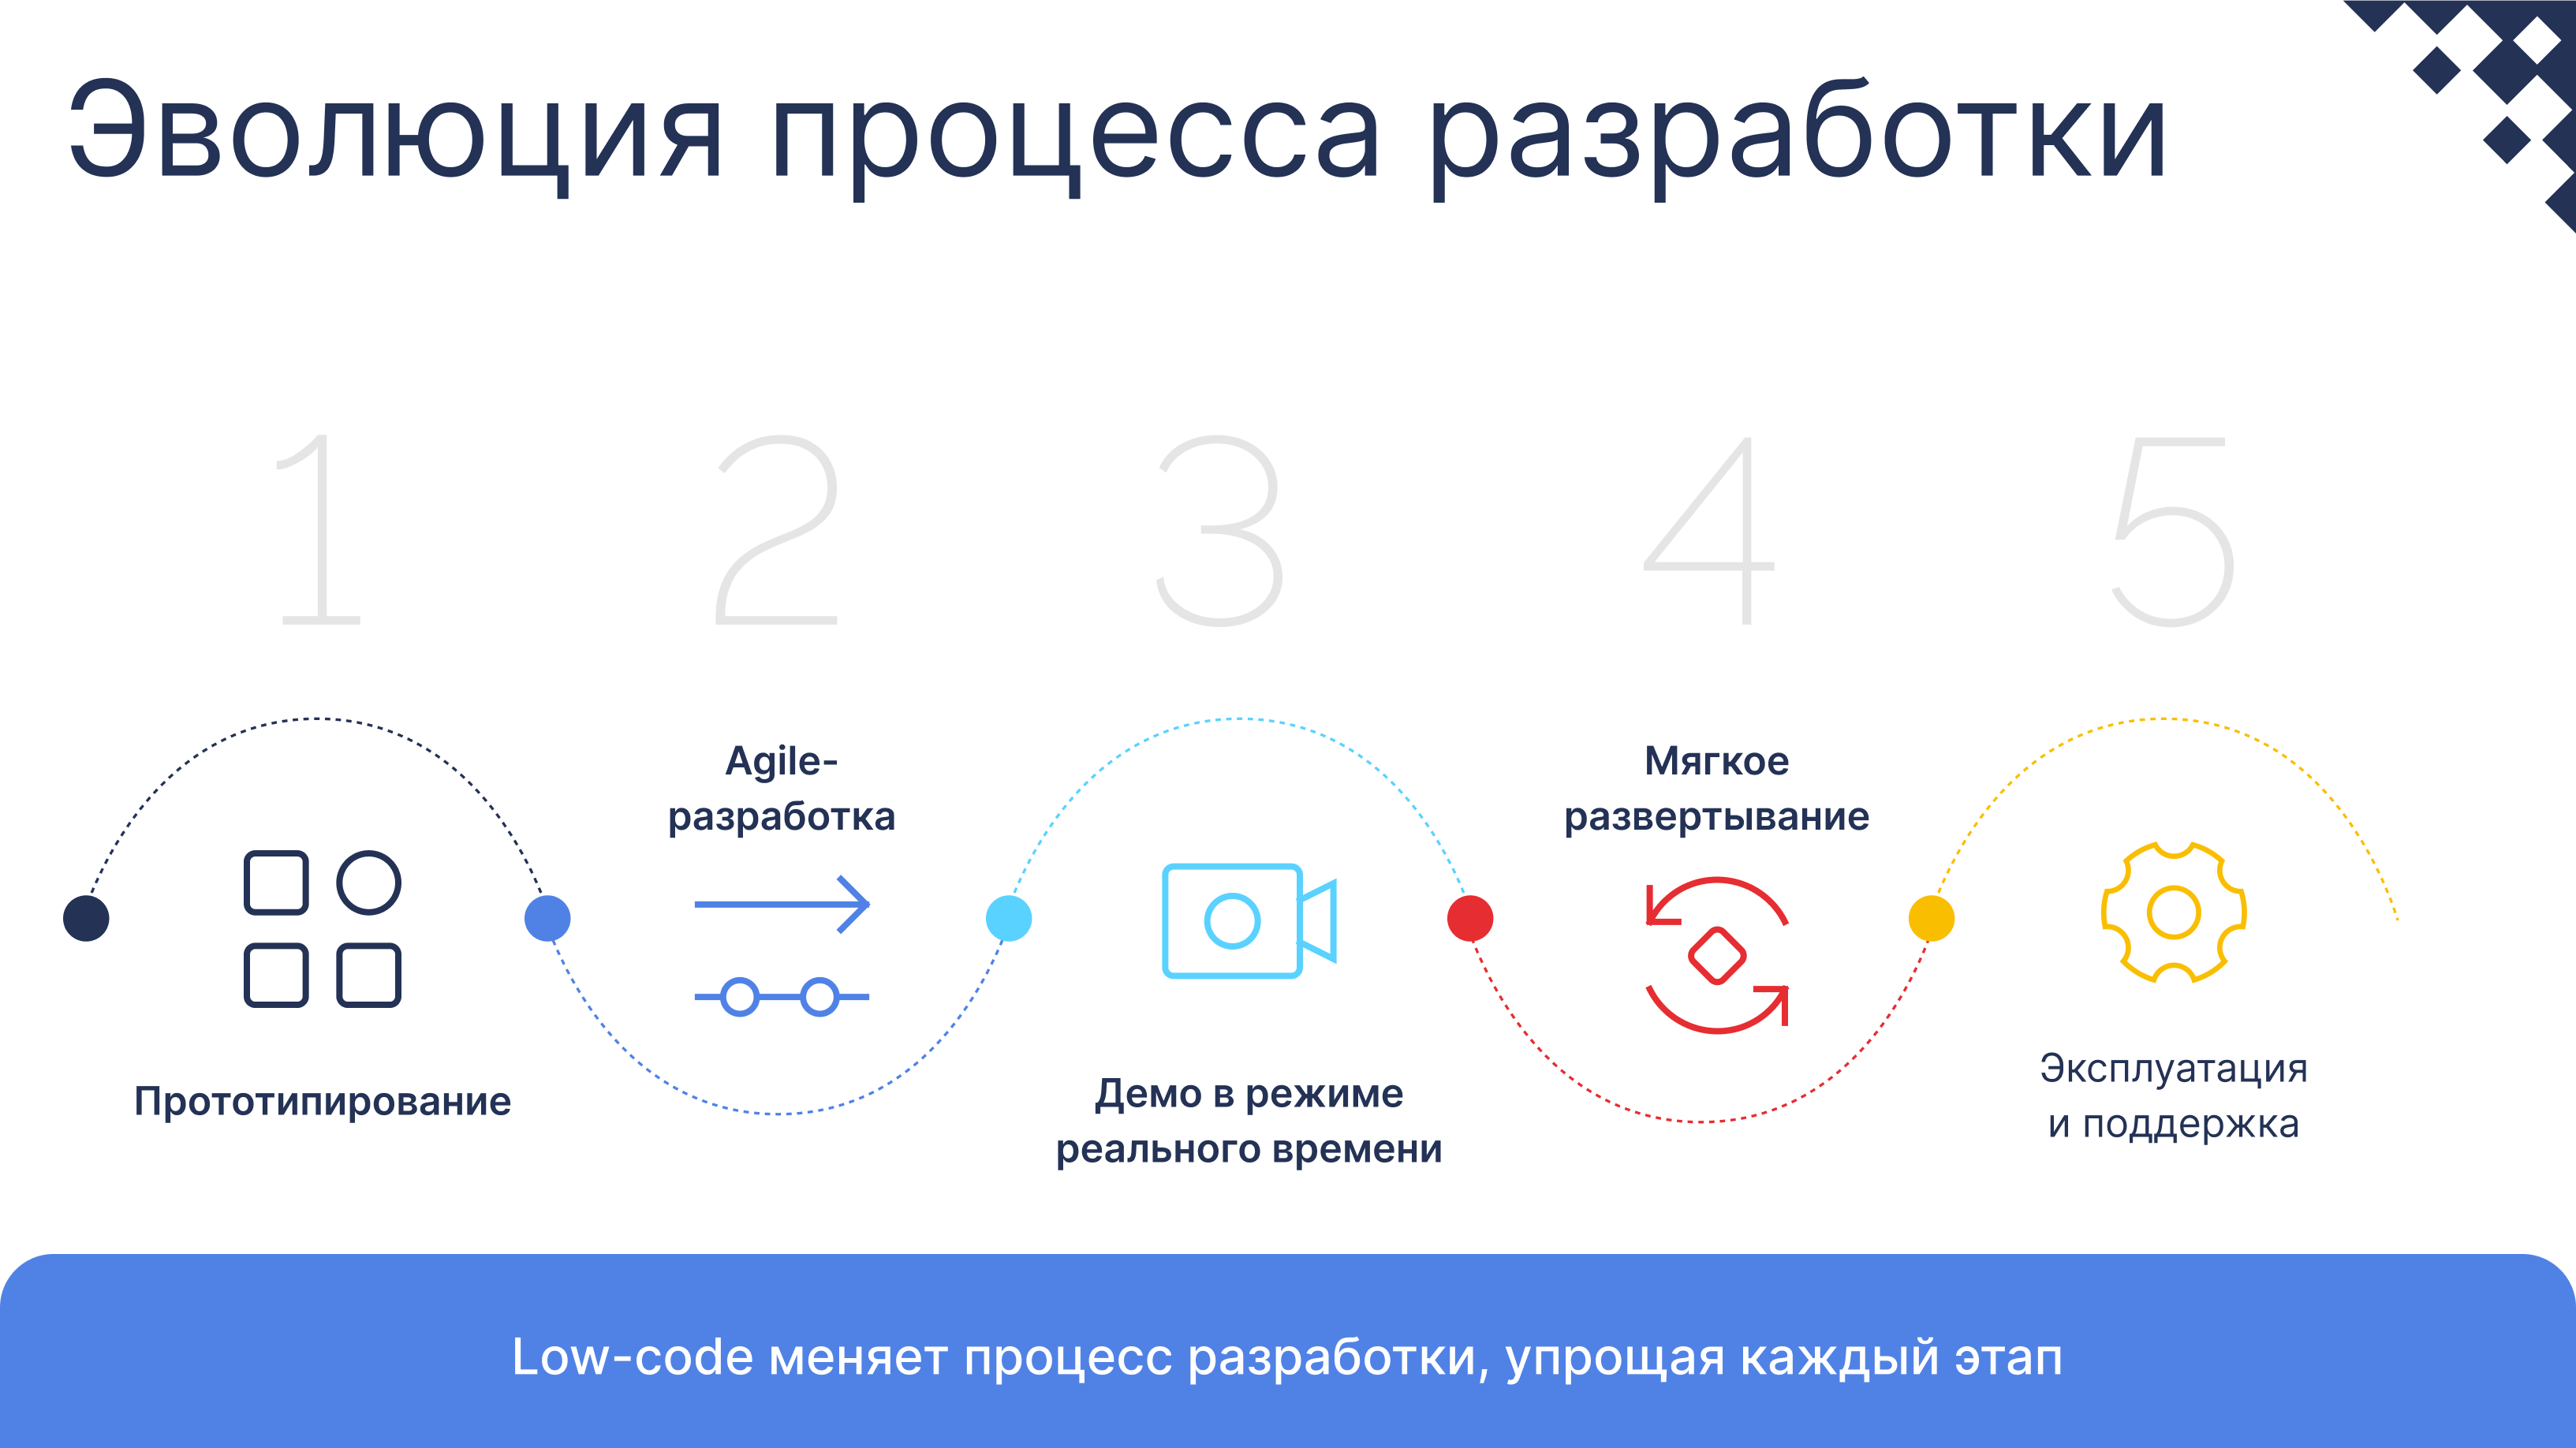 Эволюция процесса разработки
1
2
3
4
5
Прототипирование
Agile-
разработка
Демо в режиме
реального времени
Мягкое
развертывание
Эксплуатация
и поддержка
Low-code меняет процесс разработки, упрощая каждый этап